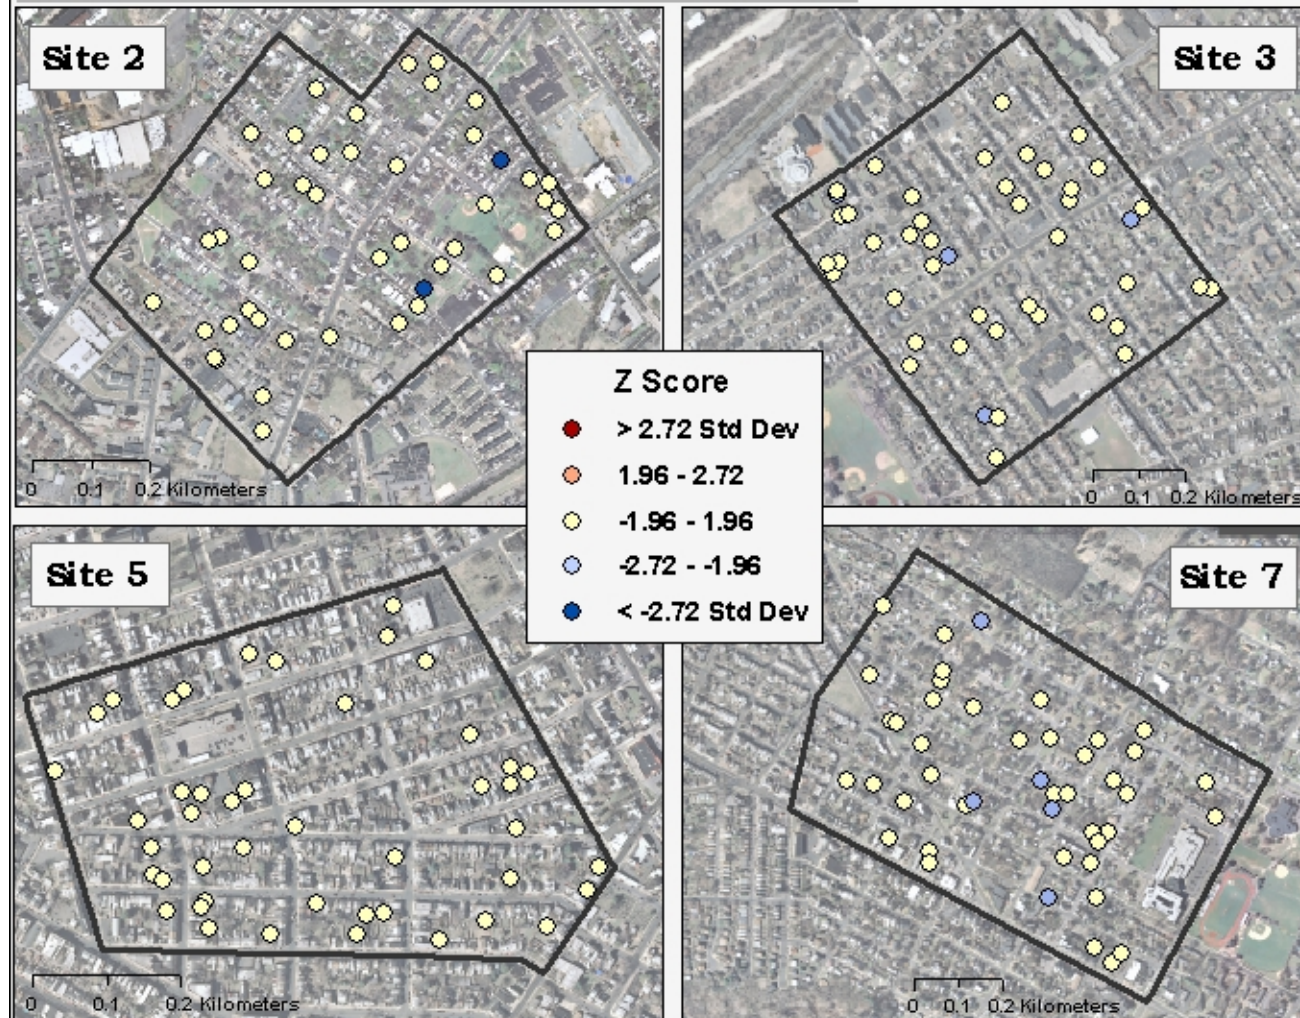 Site 2
Site 3
0 0.1 0.2 Kilometers
0 0.1 0.2 Kilometers
Z Score
> 2.72 Std Dev
1.96 - 2.72
-1.96 - 1.96
-2.72 - -1.96
< -2.72 Std Dev
Site 5
Site 7
0 0.1 0.2 Kilometers
0 0.1 0.2 Kilometers